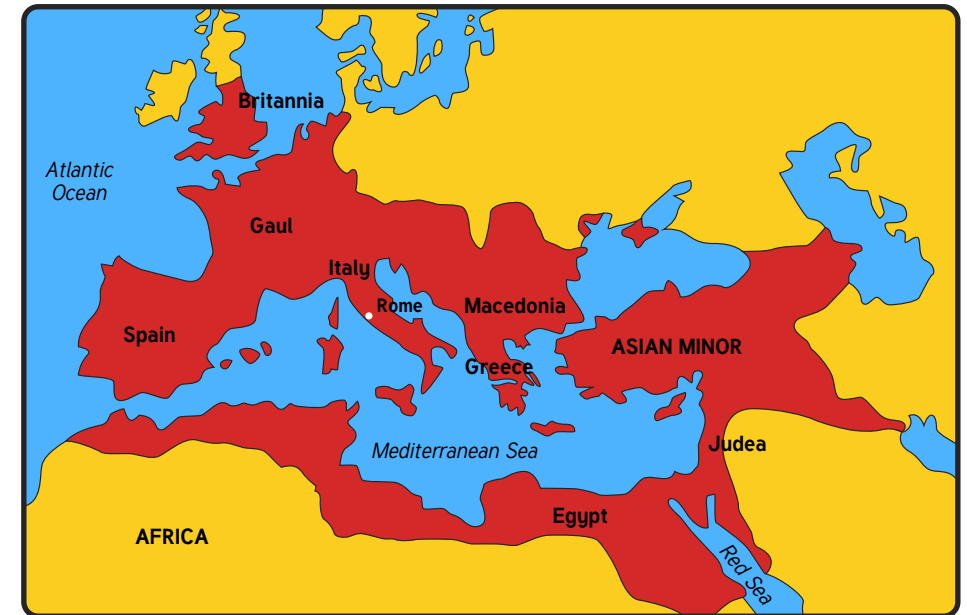 Britannia
Atlantic
Ocean
Gaul
Italy
Rome
Macedonia
Spain
ASIAN MINOR
Greece
Judea
Mediterranean Sea
Egypt
AFRICA
Red Sea